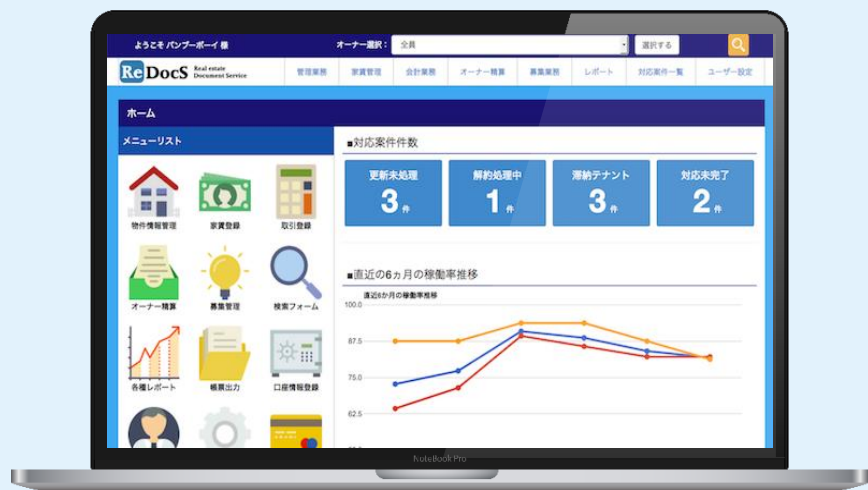 ようこそ バンブーボーイ 様
オーナー選択：
全員
選択する
ReDocS Real estate
Document Service
管理業務
家賃管理
会計業務
オーナー精算
募集業務
レポート
対応案件一覧
ユーザー設定
ホーム
メニューリスト
物件情報管理
家賃登録
取引登録
オーナー精算
募集管理
検索フォーム
各種レポート
帳票出力
口座情報登録
■対応案件件数
更新未処理
3 件
解約処理中
1 件
滞納テナント
3 件
対応未完了
2 件
■直近の6ヵ月の稼働率推移
直近6か月の稼働率推移
100.0
87.5
75.0
62.5
NoteBook Pro